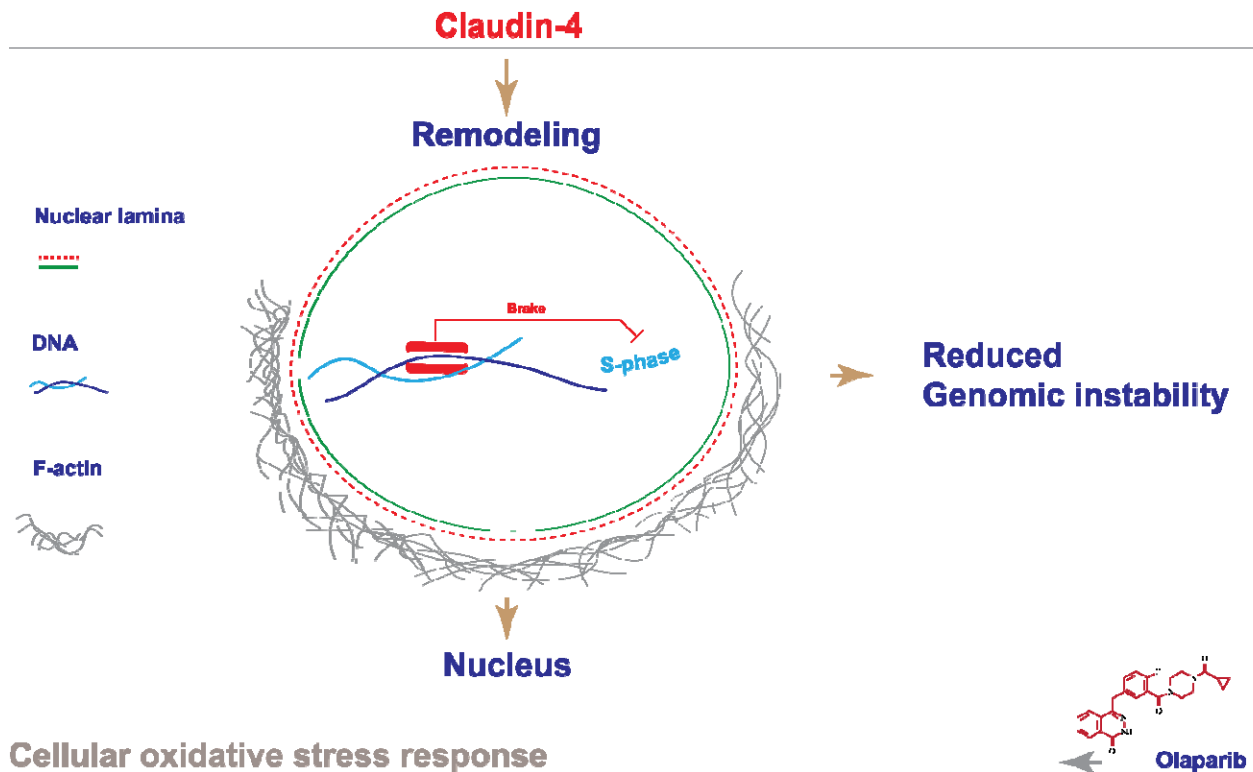 Claudin-4
Remodeling
Nuclear lamina
Brake
DNA
S-phase
Reduced
Genomic instability
F-actin
Nucleus
Cellular oxidative stress response
Olaparib